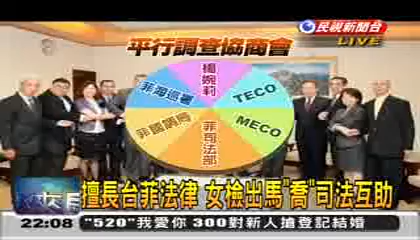 民視新聞台
LIVE
平行調查協商會
楊婉莉
TECO
MECO
菲司法部
菲國調局
菲海巡署
擅長台菲法律 女檢出馬"喬"司法互助
22:08 "520"我愛你 300對新人搶登記結婚